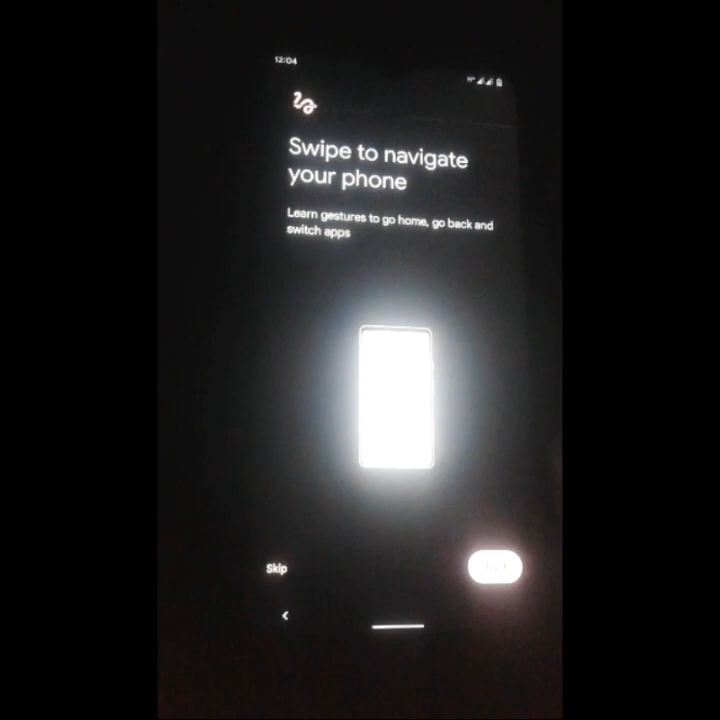 12:04
H+
Swipe to navigate
your phone
Learn gestures to go home, go back and
switch apps
Skip